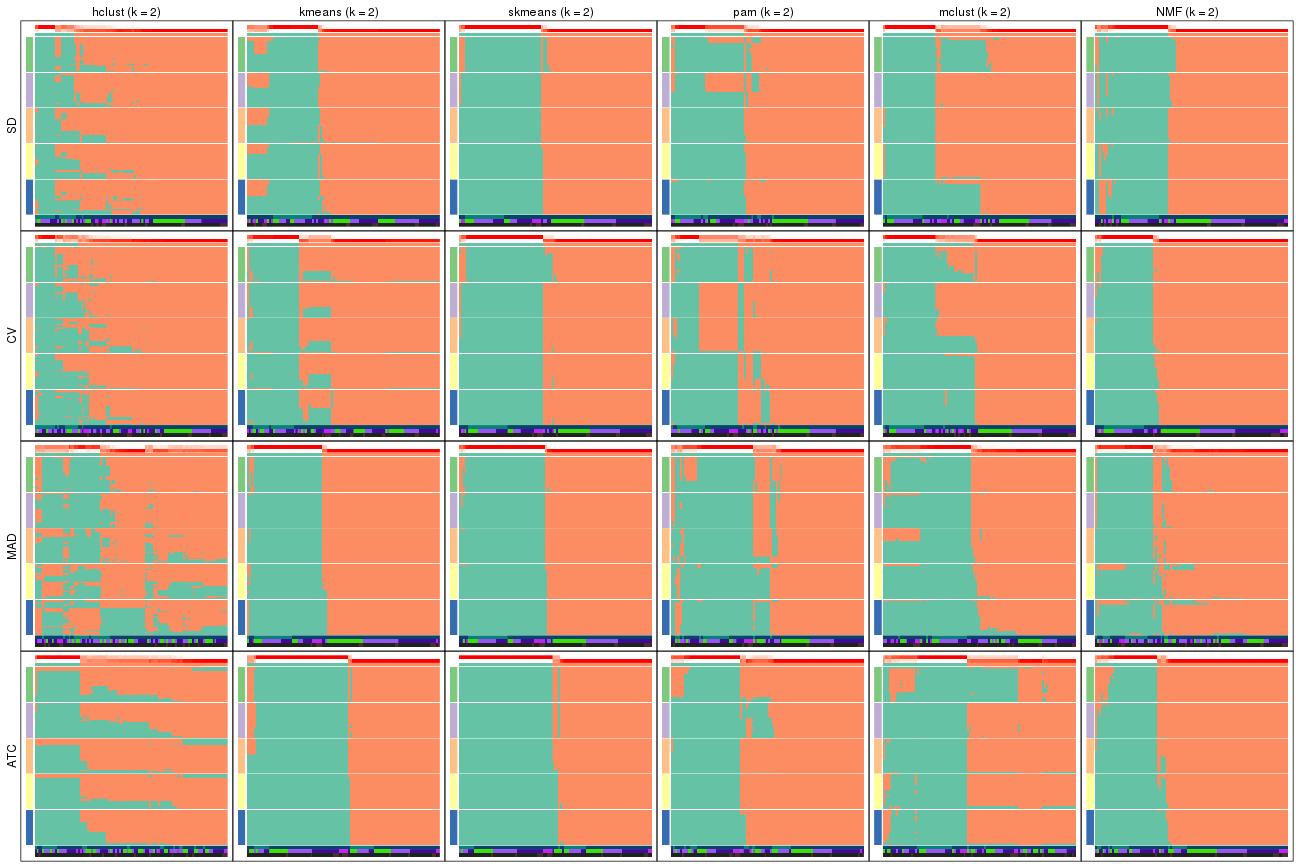 hclust (k = 2) kmeans (k = 2) skmeans (k = 2) pam (k = 2) mclust (k = 2) NMF (k = 2)
SD
CV
MAD
ATC